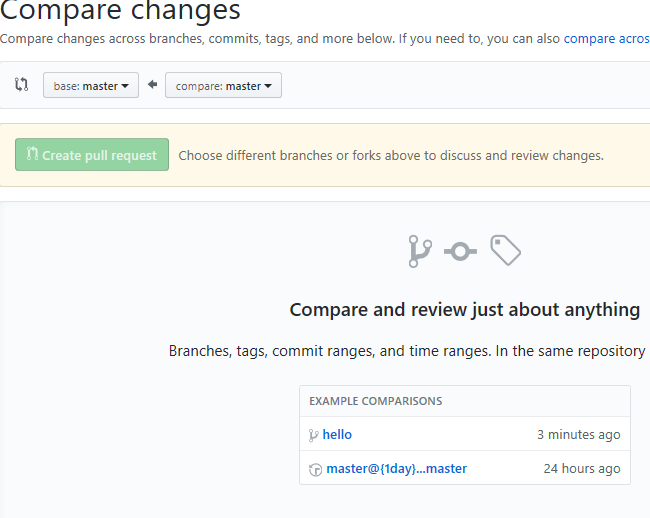 Compare changes
Compare changes across branches, commits, tags, and more below. If you need to, you can also compare acros
base: master
compare: master
Create pull request
Choose different branches or forks above to discuss and review changes.
Compare and review just about anything
Branches, tags, commit ranges, and time ranges. In the same repository
EXAMPLE COMPARISONS
hello 3 minutes ago
master@{1day}...master 24 hours ago